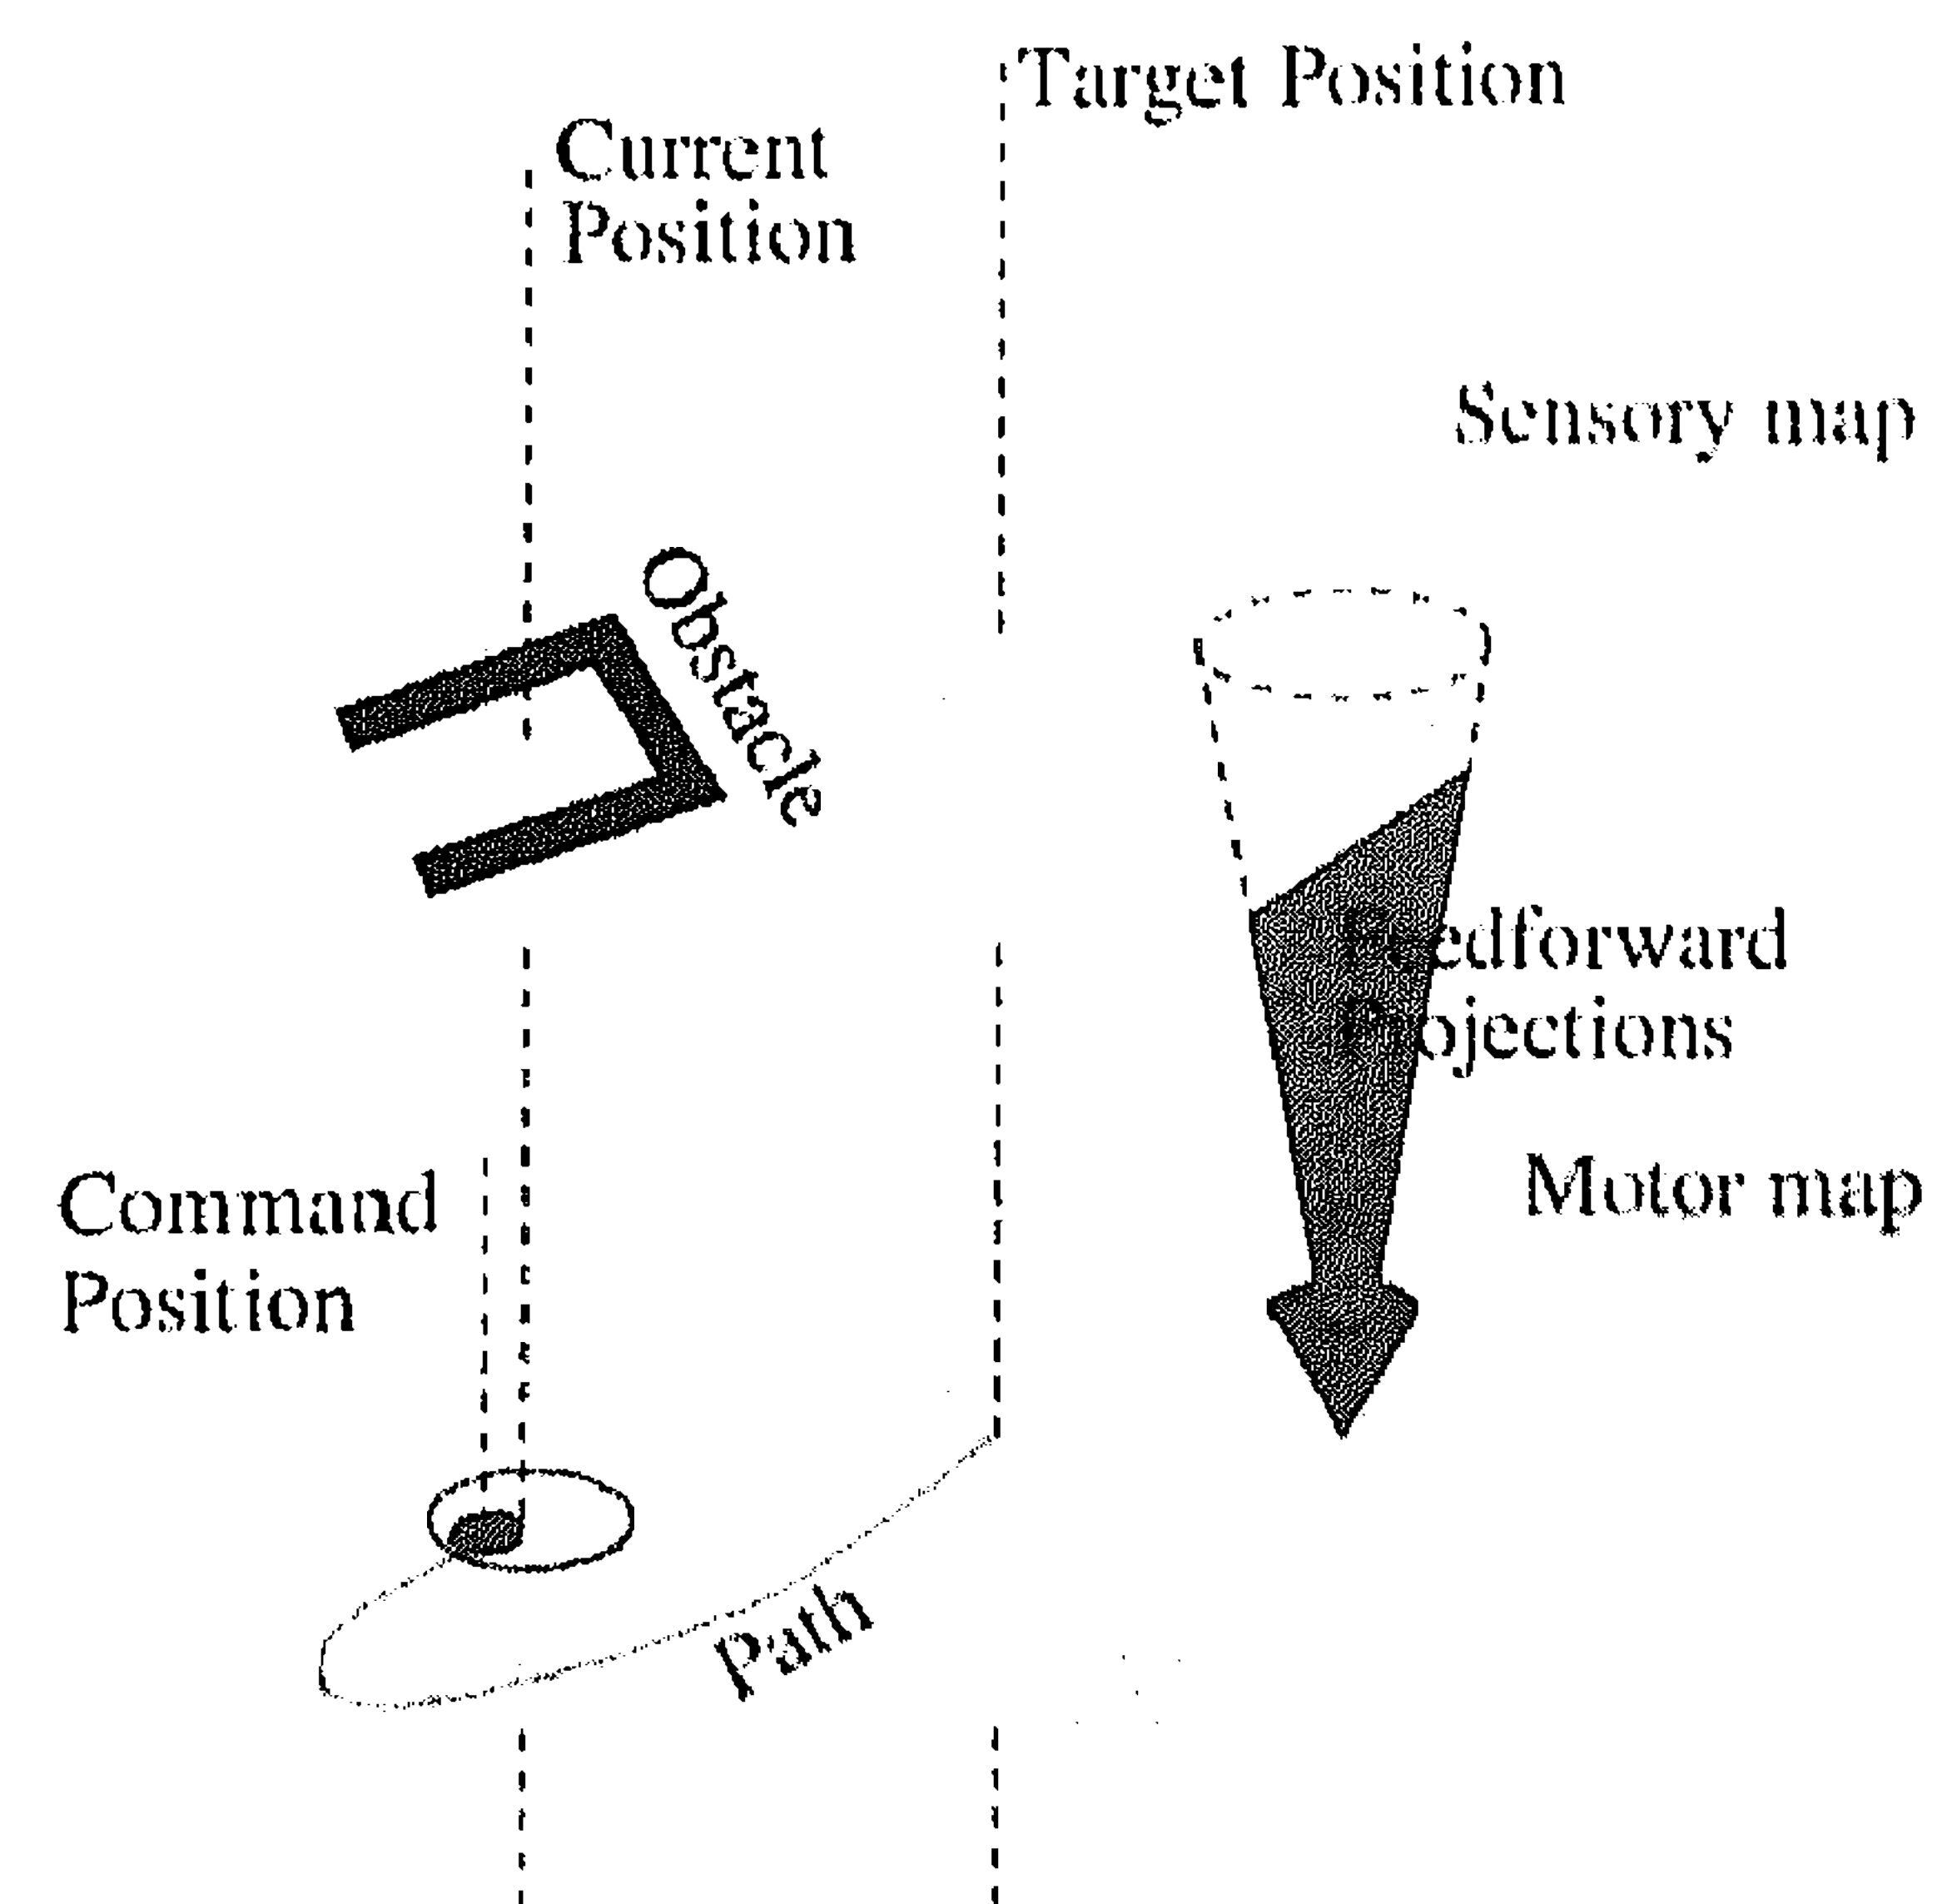 Target Position
Current
Position
Sensory map
Obstacle
Feedforward
Projections
Motor map
Command
Position
Path